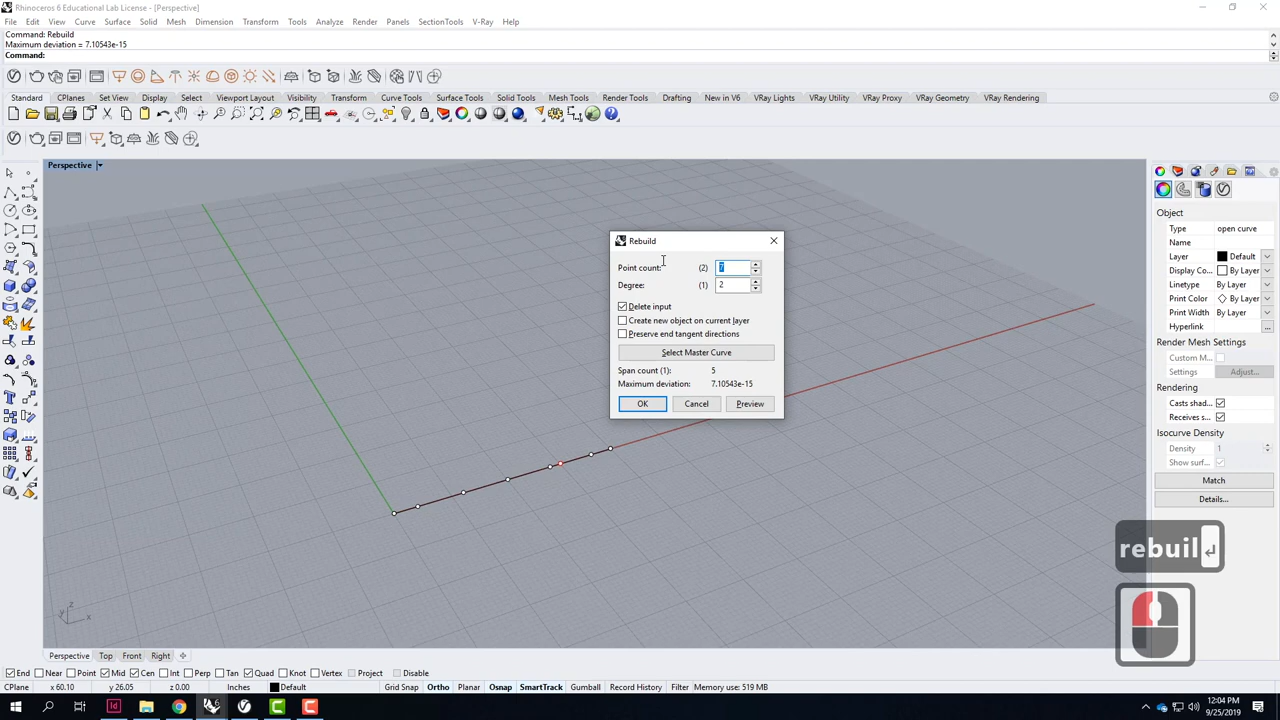 Rhinoceros 6 Educational Lab License - [Perspective]
File Edit View Curve Surface Solid Mesh Dimension Transform Tools Analyze Render Panels SectionTools V-Ray Help
Command: Rebuild
Maximum deviation = 7.10543e-15
Command:
Standard CPlanes Set View Display Select Viewport Layout Visibility Transform Curve Tools Surface Tools Solid Tools Mesh Tools Render Tools Drafting New in V6 VRay Lights VRay Utility VRay Proxy VRay Geometry VRay Rendering
Perspective
Rebuild
Point count: (2) 7
Degree: (1) 2
Delete input
Create new object on current layer
Preserve end tangent directions
Select Master Curve
Span count (1): 5
Maximum deviation: 7.10543e-15
OK Cancel Preview
Object
Type open curve
Name
Layer Default
Display Co... By Layer
Linetype By Layer
Print Color By Layer
Print Width By Layer
Hyperlink ...
Render Mesh Settings
Custom M...
Settings Adjust...
Rendering
Casts shad...
Receives s...
Isocurve Density
Density 1
Show surf...
Match
Details...
rebuil
z
y
x
Perspective Top Front Right
End Near Point Mid Cen Int Perp Tan Quad Knot Vertex Project Disable
CPlane x 60.10 y 26.05 z 0.00 Inches Default Grid Snap Ortho Planar Osnap SmartTrack Gumball Record History Filter Memory use: 519 MB
12:04 PM
9/25/2019